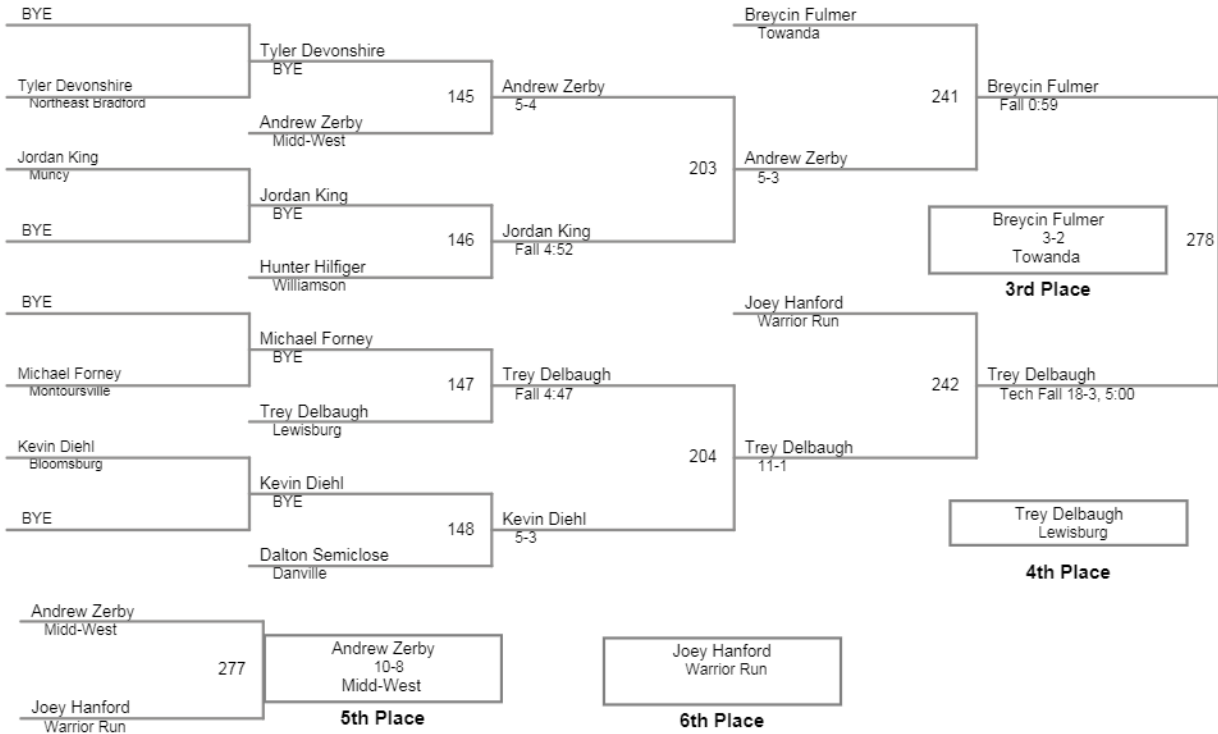 BYE
Tyler Devonshire
Northeast Bradford
Jordan King
Muncy
BYE
BYE
Michael Forney
Montoursville
Kevin Diehl
Bloomsburg
BYE
Tyler Devonshire
BYE
145
Andrew Zerby
Midd-West
Jordan King
BYE
146
Hunter Hilfiger
Williamson
Michael Forney
BYE
147
Trey Delbaugh
Lewisburg
Kevin Diehl
BYE
148
Dalton Semiclose
Danville
Andrew Zerby
5-4
203
Jordan King
Fall 4:52
Trey Delbaugh
Fall 4:47
204
Kevin Diehl
5-3
Breycin Fulmer
Towanda
241
Andrew Zerby
5-3
Joey Hanford
Warrior Run
242
Trey Delbaugh
11-1
Breycin Fulmer
Fall 0:59
278
Trey Delbaugh
Tech Fall 18-3, 5:00
Breycin Fulmer
3-2
Towanda
3rd Place
Trey Delbaugh
Lewisburg
4th Place
Andrew Zerby
Midd-West
277
Joey Hanford
Warrior Run
Andrew Zerby
10-8
Midd-West
5th Place
Joey Hanford
Warrior Run
6th Place